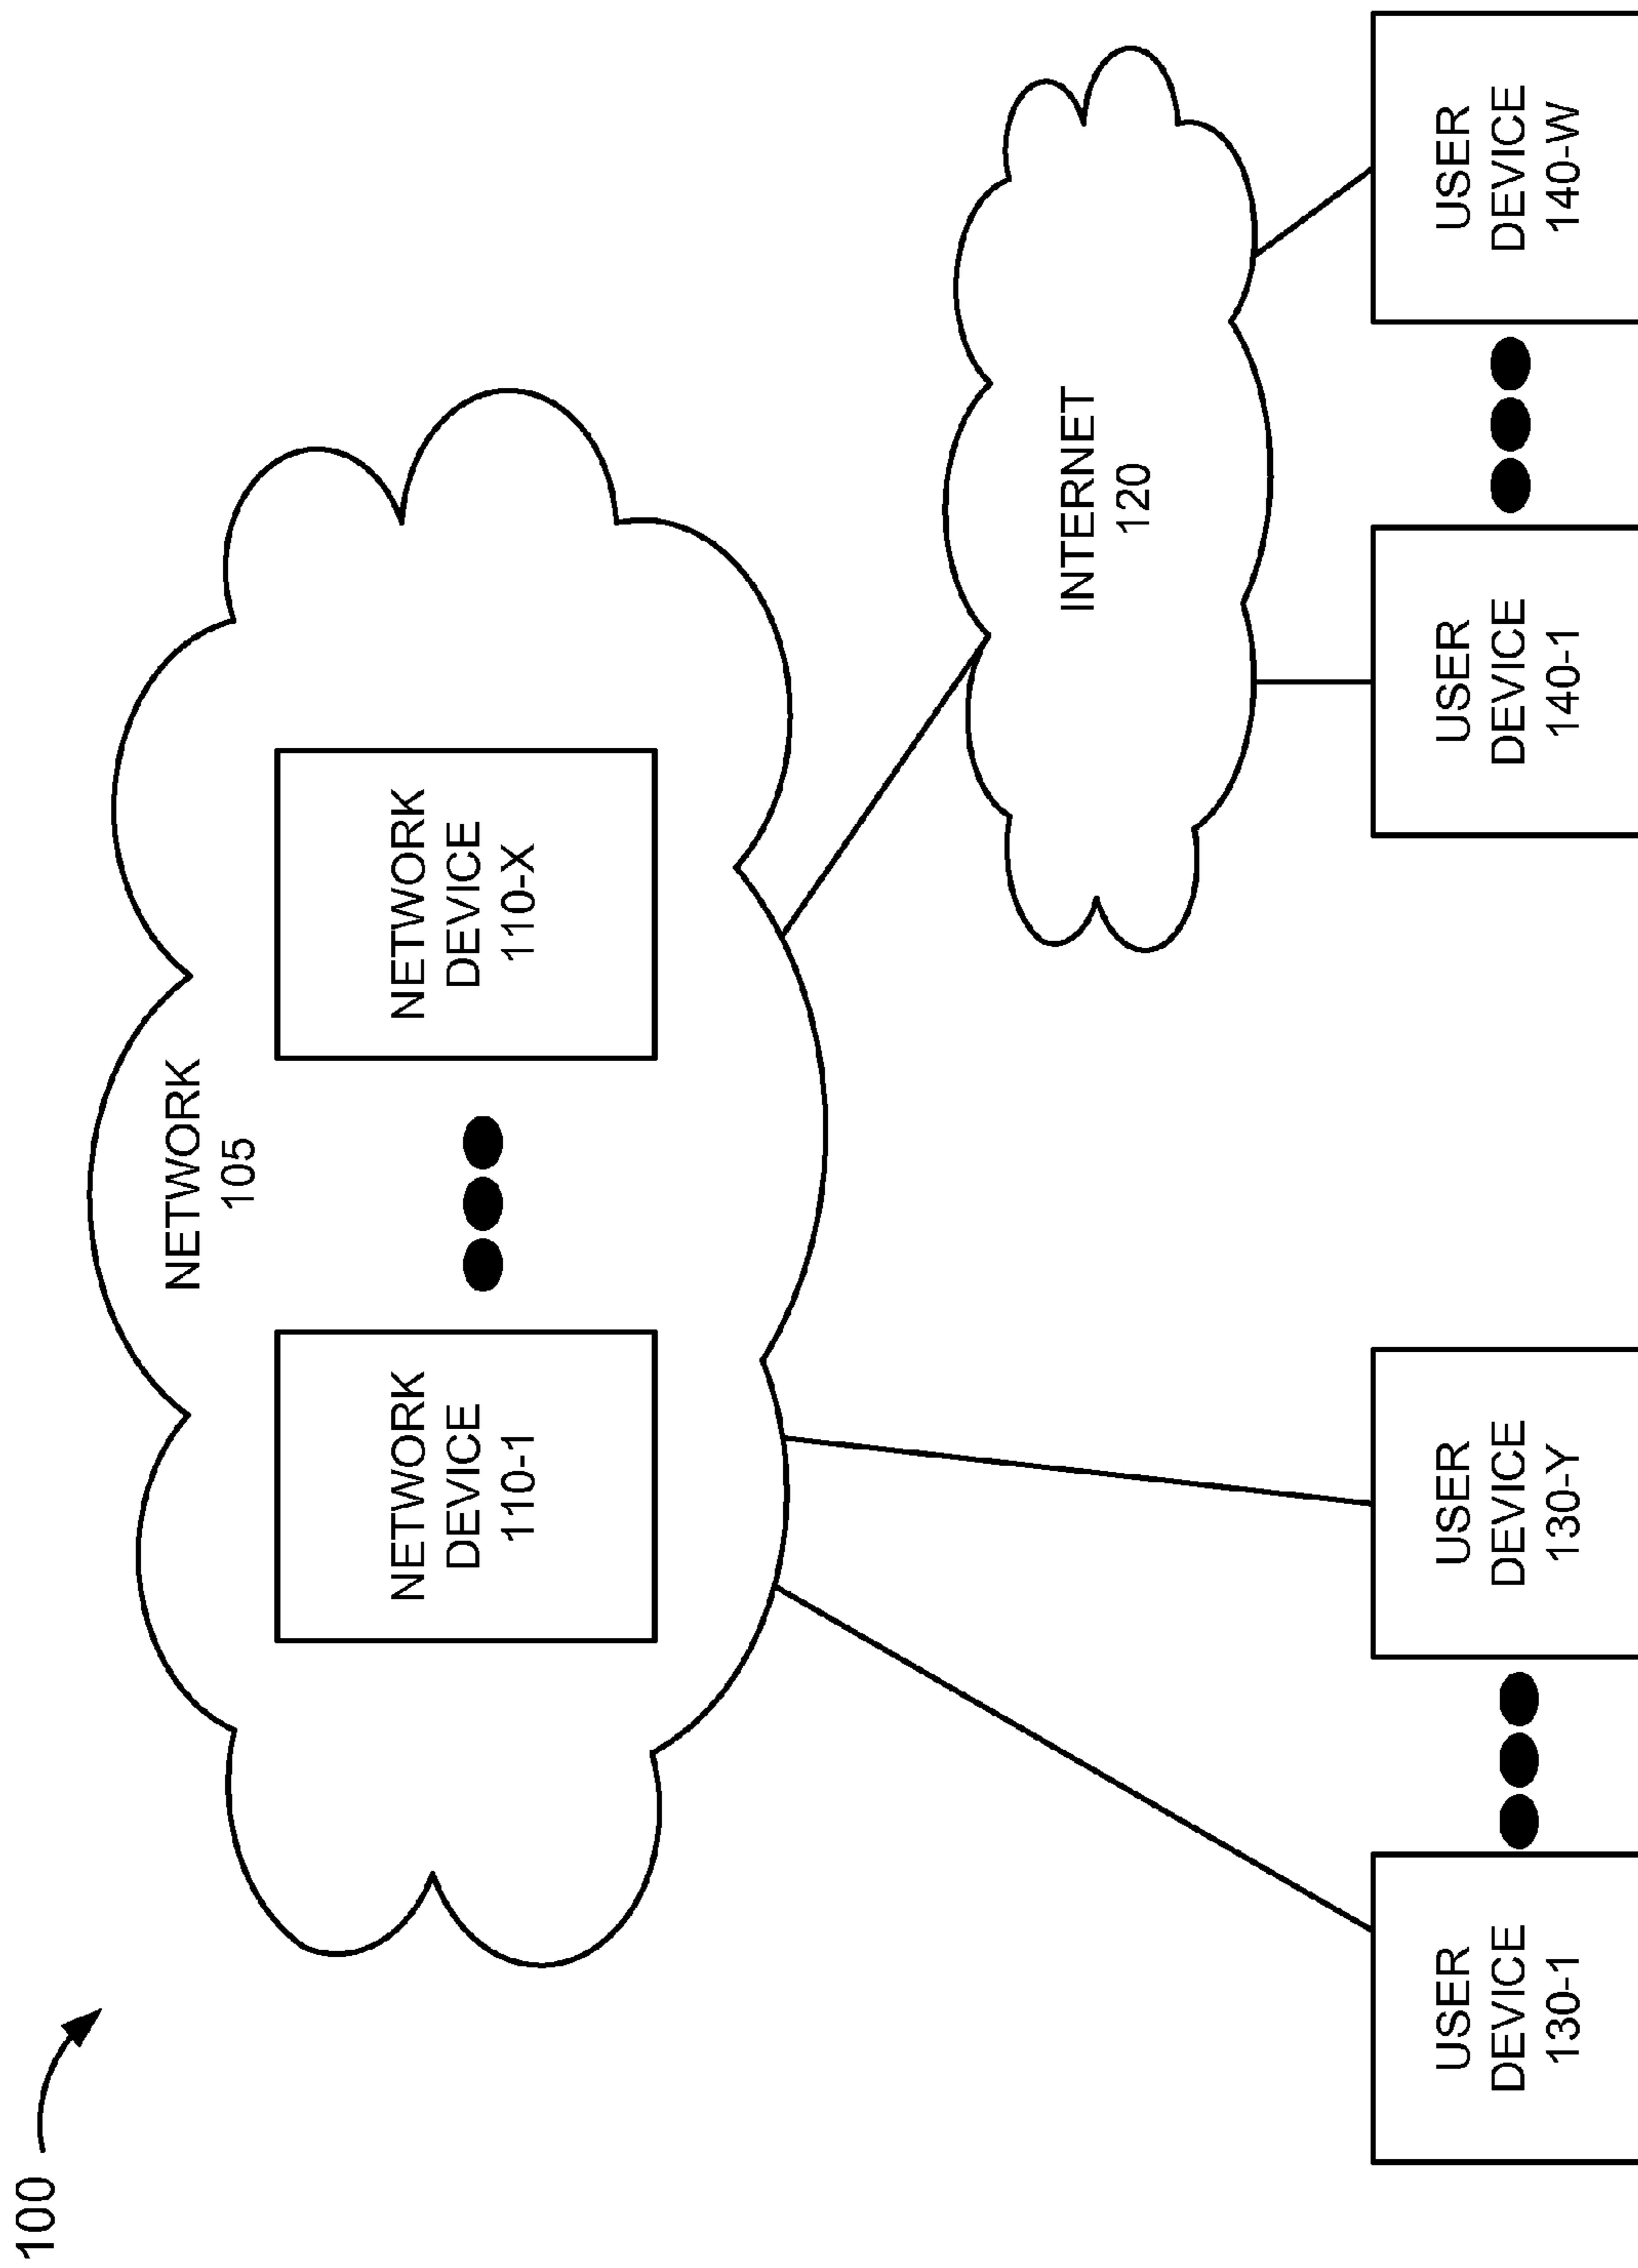 100
NETWORK
105
NETWORK
DEVICE
110-1
NETWORK
DEVICE
110-X
INTERNET
120
USER
DEVICE
130-1
USER
DEVICE
130-Y
USER
DEVICE
140-1
USER
DEVICE
140-W